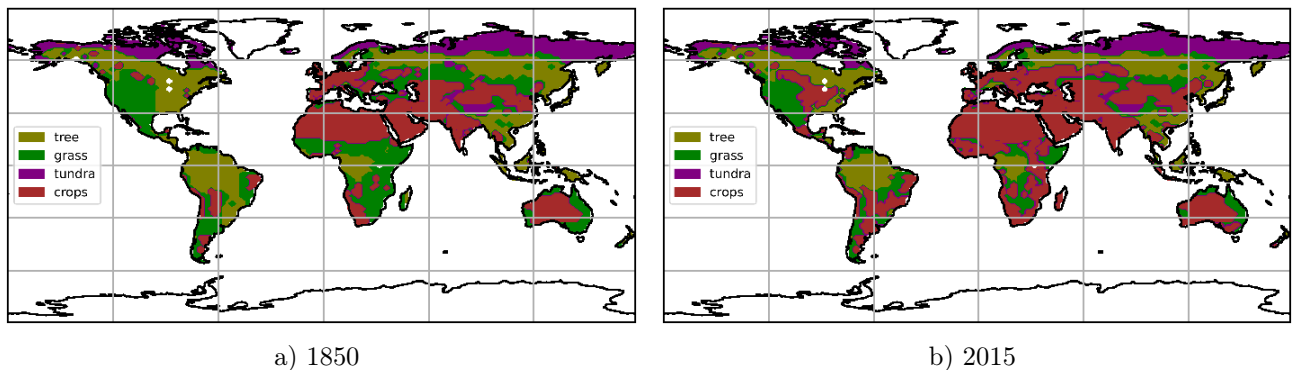 tree
grass
tundra
crops
a) 1850
tree
grass
tundra
crops
b) 2015